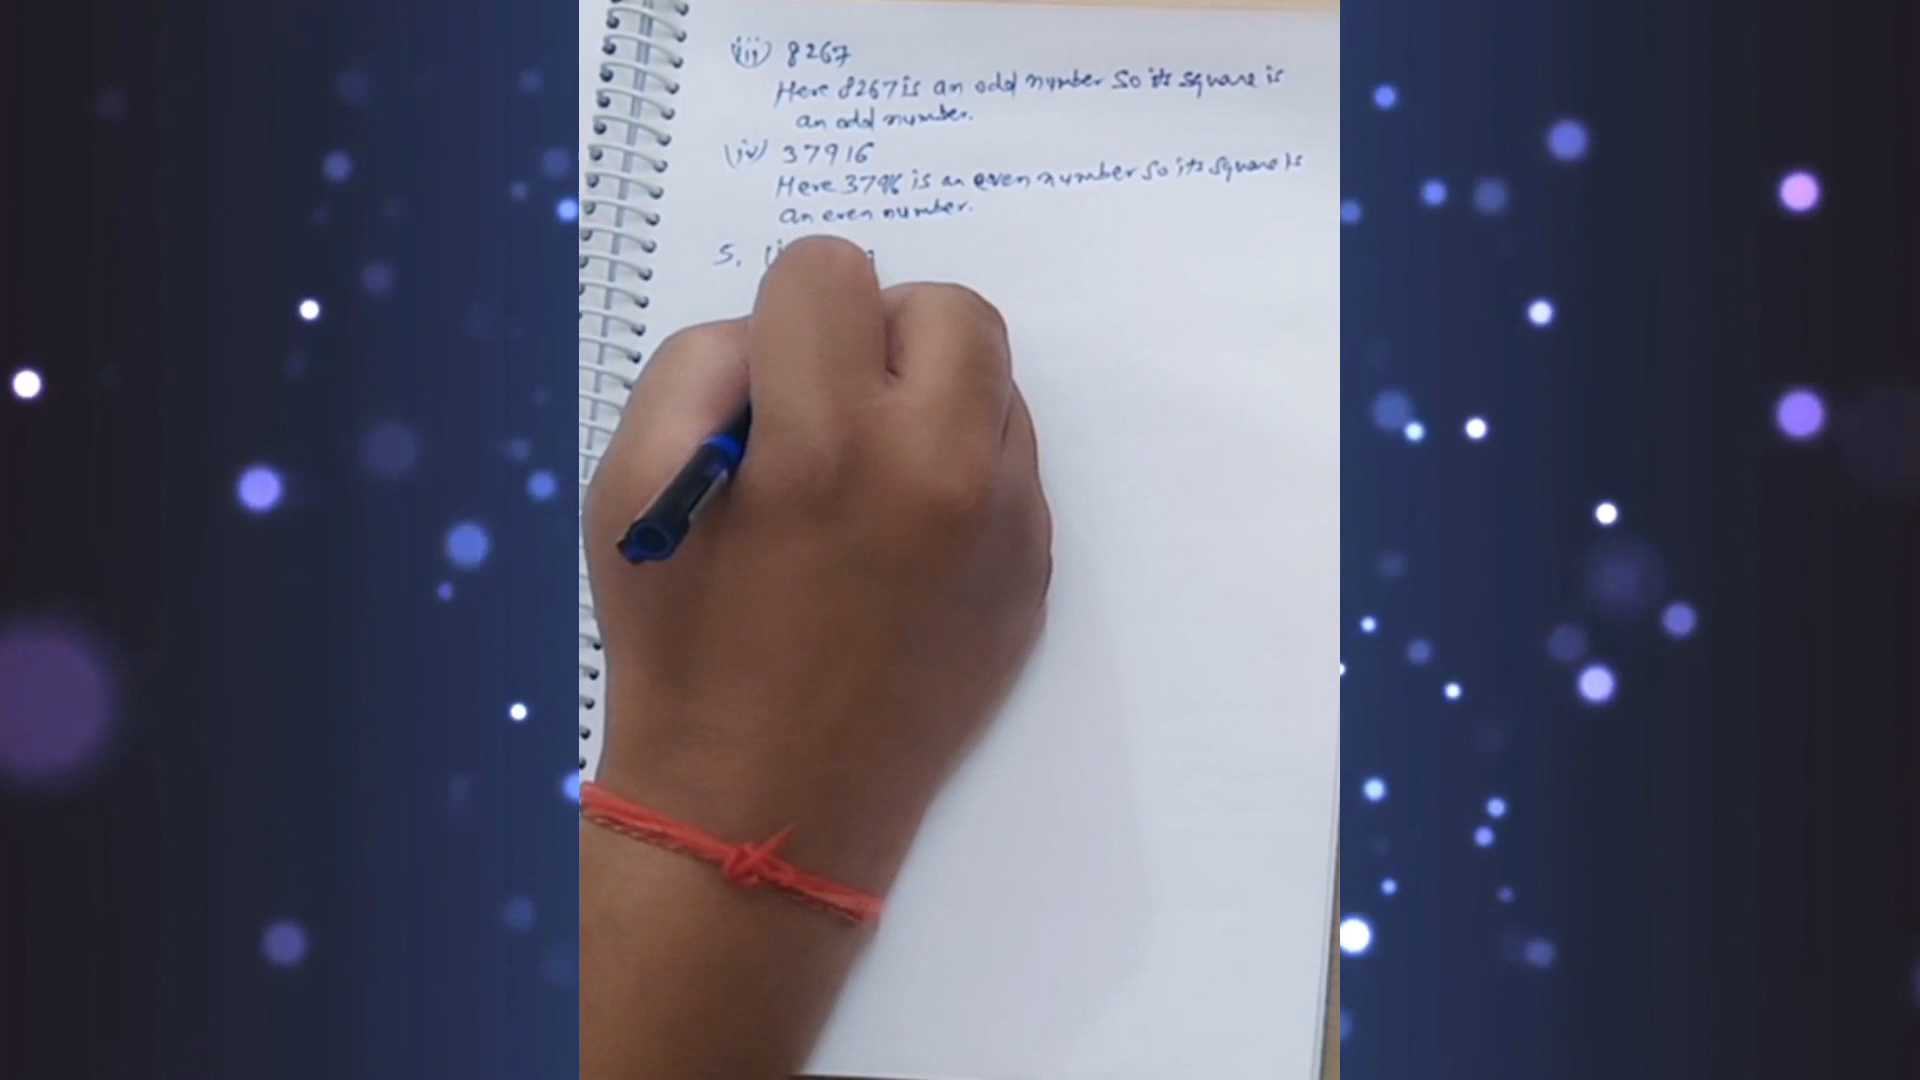 (iii) 8267
Here 8267 is an odd number so its square is
an odd number.
(iv) 37916
Here 3796 is an even number so its square is
an even number.
5.